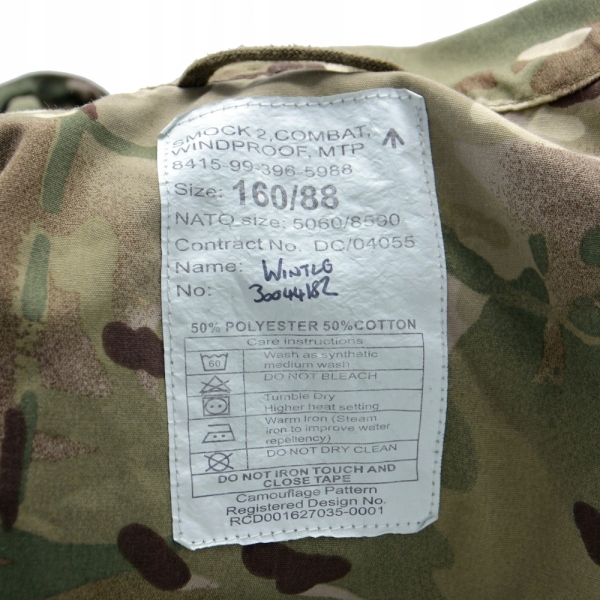 SMOCK 2, COMBAT,
WINDPROOF, MTP
8415-99-396-5988
Size: 160/88
NATO size: 5060/8590
Contract No. DC/04055
Name:
No: 30044182
50% POLYESTER 50%COTTON
Care Instructions
60
Wash as synthetic
medium wash
DO NOT BLEACH
Tumble Dry
Higher heat setting
Warm Iron (Steam
iron to improve water
repellency)
DO NOT DRY CLEAN
DO NOT IRON TOUCH AND
CLOSE TAPE
Camouflage Pattern
Registered Design No.
RCD001627035-0001